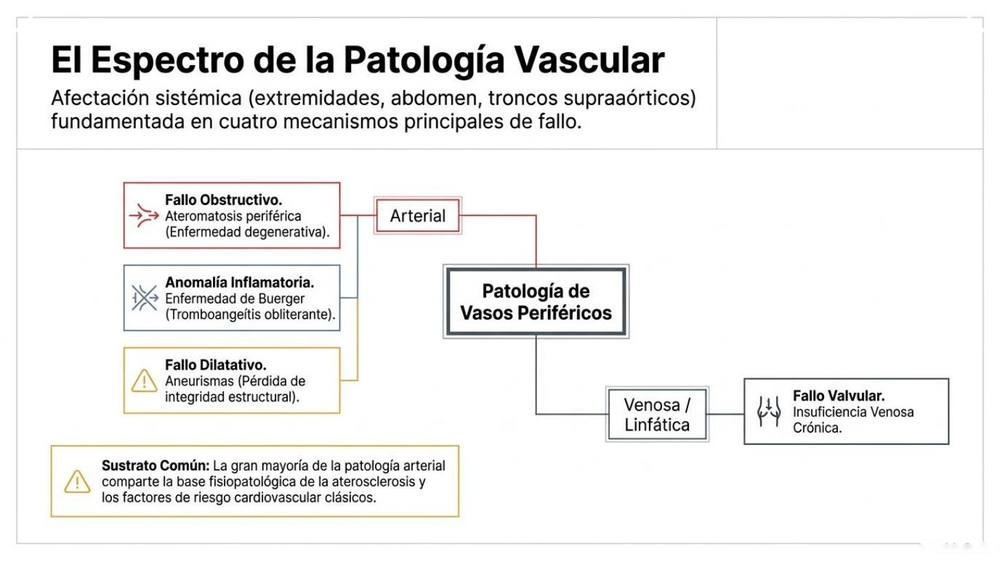 El Espectro de la Patología Vascular
Afectación sistémica (extremidades, abdomen, troncos supraaórticos)
fundamentada en cuatro mecanismos principales de fallo.
Fallo Obstructivo.
Ateromatosis periférica
(Enfermedad degenerativa).
Arterial
Anomalía Inflamatoria.
Enfermedad de Buerger
(Tromboangeítis obliterante).
Patología de
Vasos Periféricos
Fallo Dilatativo.
Aneurismas (Pérdida de
integridad estructural).
Venosa /
Linfática
Fallo Valvular.
Insuficiencia Venosa
Crónica.
Sustrato Común: La gran mayoría de la patología arterial
comparte la base fisiopatológica de la aterosclerosis y
los factores de riesgo cardiovascular clásicos.